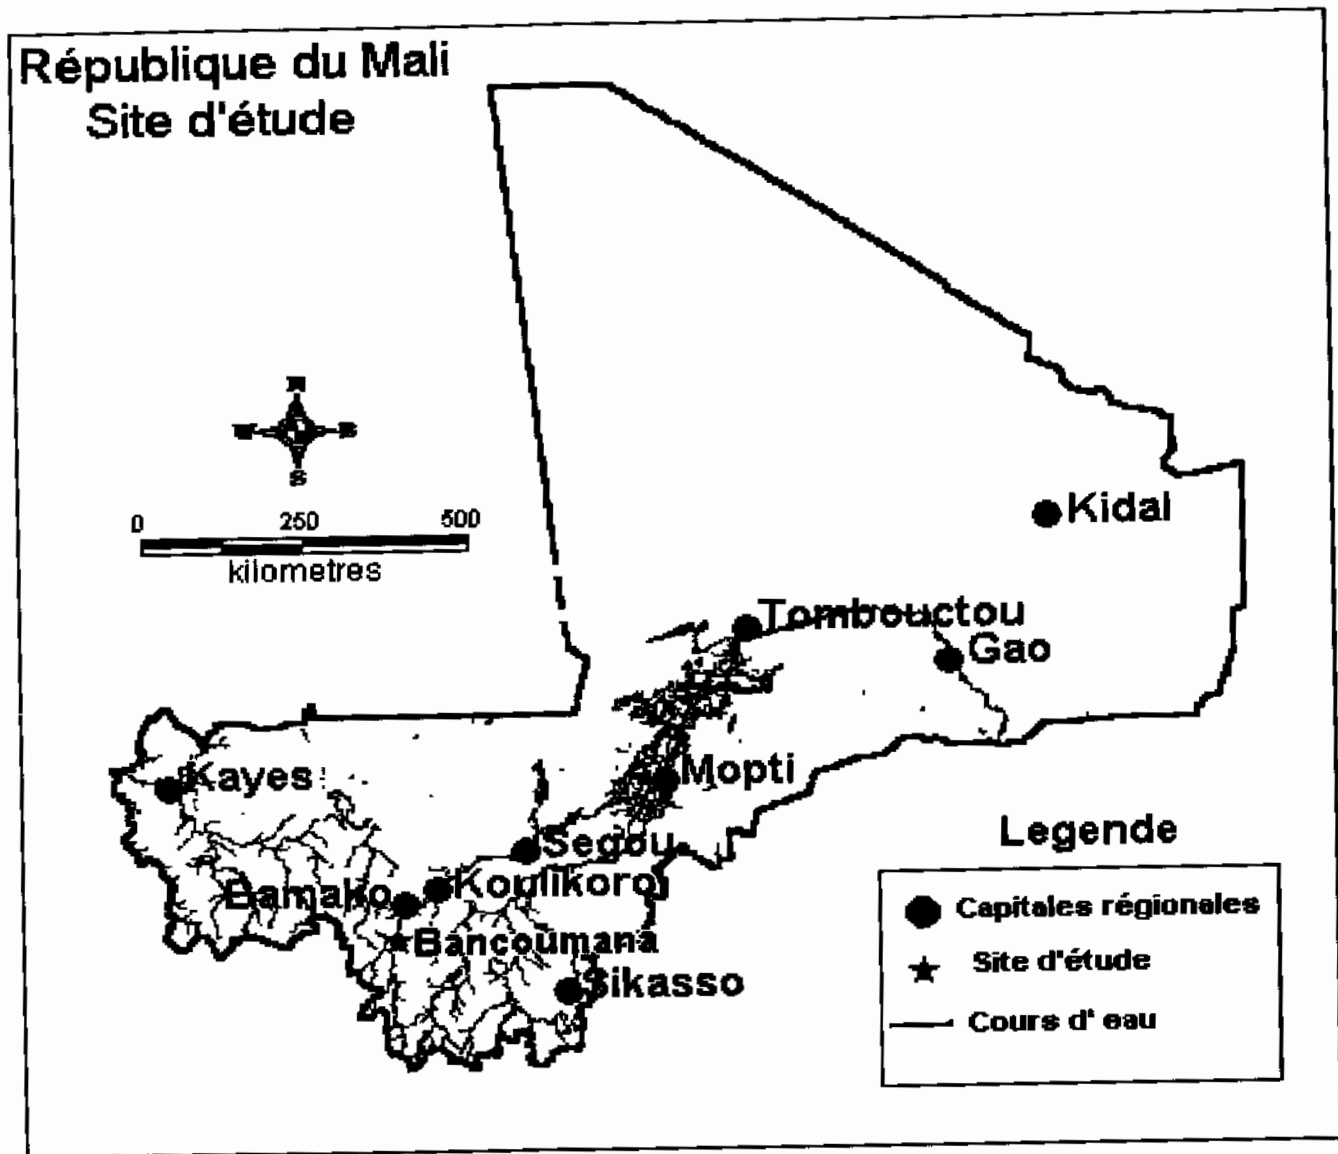 République du Mali
Site d'étude
N
W E
S
0 250 500
kilometres
Kidal
Tombouctou
Gao
Mopti
Kayes
Segou
Koulikoro
Bamako
Bancoumana
Sikasso
Legende
Capitales régionales
Site d'étude
Cours d' eau